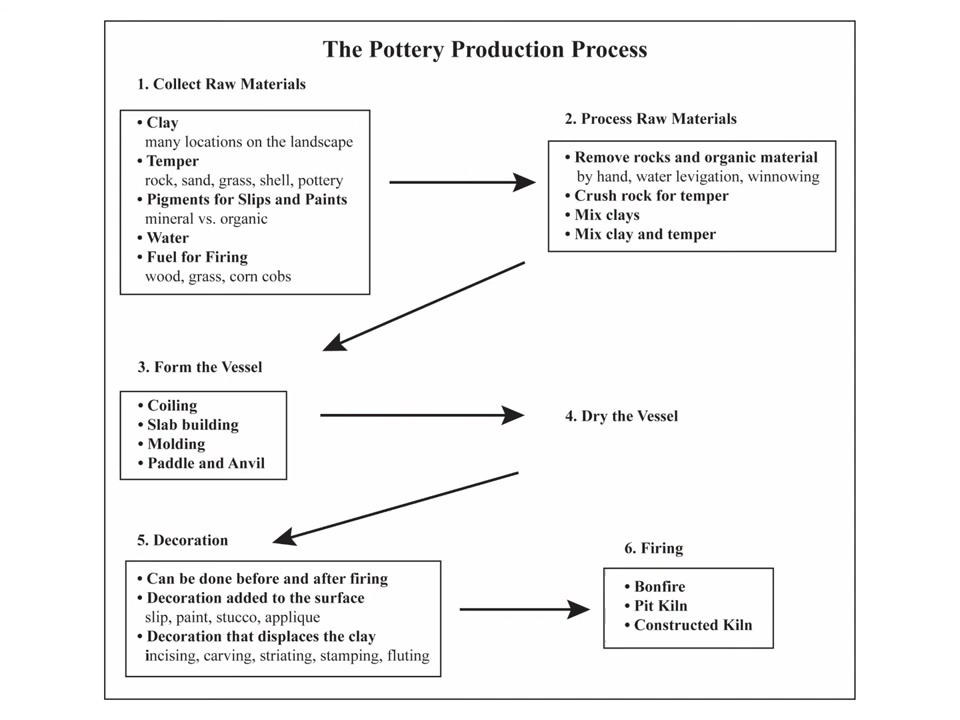 The Pottery Production Process
1. Collect Raw Materials
• Clay
many locations on the landscape
• Temper
rock, sand, grass, shell, pottery
• Pigments for Slips and Paints
mineral vs. organic
• Water
• Fuel for Firing
wood, grass, corn cobs
2. Process Raw Materials
• Remove rocks and organic material
by hand, water levigation, winnowing
• Crush rock for temper
• Mix clays
• Mix clay and temper
3. Form the Vessel
• Coiling
• Slab building
• Molding
• Paddle and Anvil
4. Dry the Vessel
5. Decoration
• Can be done before and after firing
• Decoration added to the surface
slip, paint, stucco, applique
• Decoration that displaces the clay
incising, carving, striating, stamping, fluting
6. Firing
• Bonfire
• Pit Kiln
• Constructed Kiln